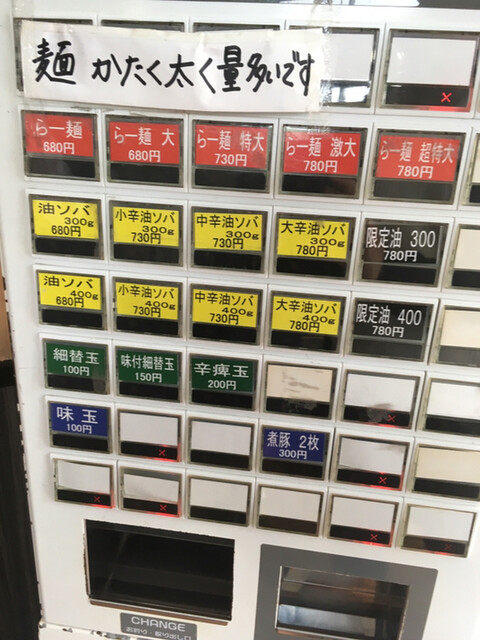 麺 かたく太く量多いです
らー麺
680円
らー麺 大
680円
らー麺 特大
730円
らー麺 激大
780円
らー麺 超特大
780円
油ソバ
300g
680円
小辛油ソバ
300g
730円
中辛油ソバ
300g
730円
大辛油ソバ
300g
780円
限定油 300
780円
油ソバ
400g
680円
小辛油ソバ
400g
730円
中辛油ソバ
400g
730円
大辛油ソバ
400g
780円
限定油 400
780円
細替玉
100円
味付細替玉
150円
辛痺玉
200円
味 玉
100円
煮豚 2枚
300円
CHANGE
おつり・取り出し口